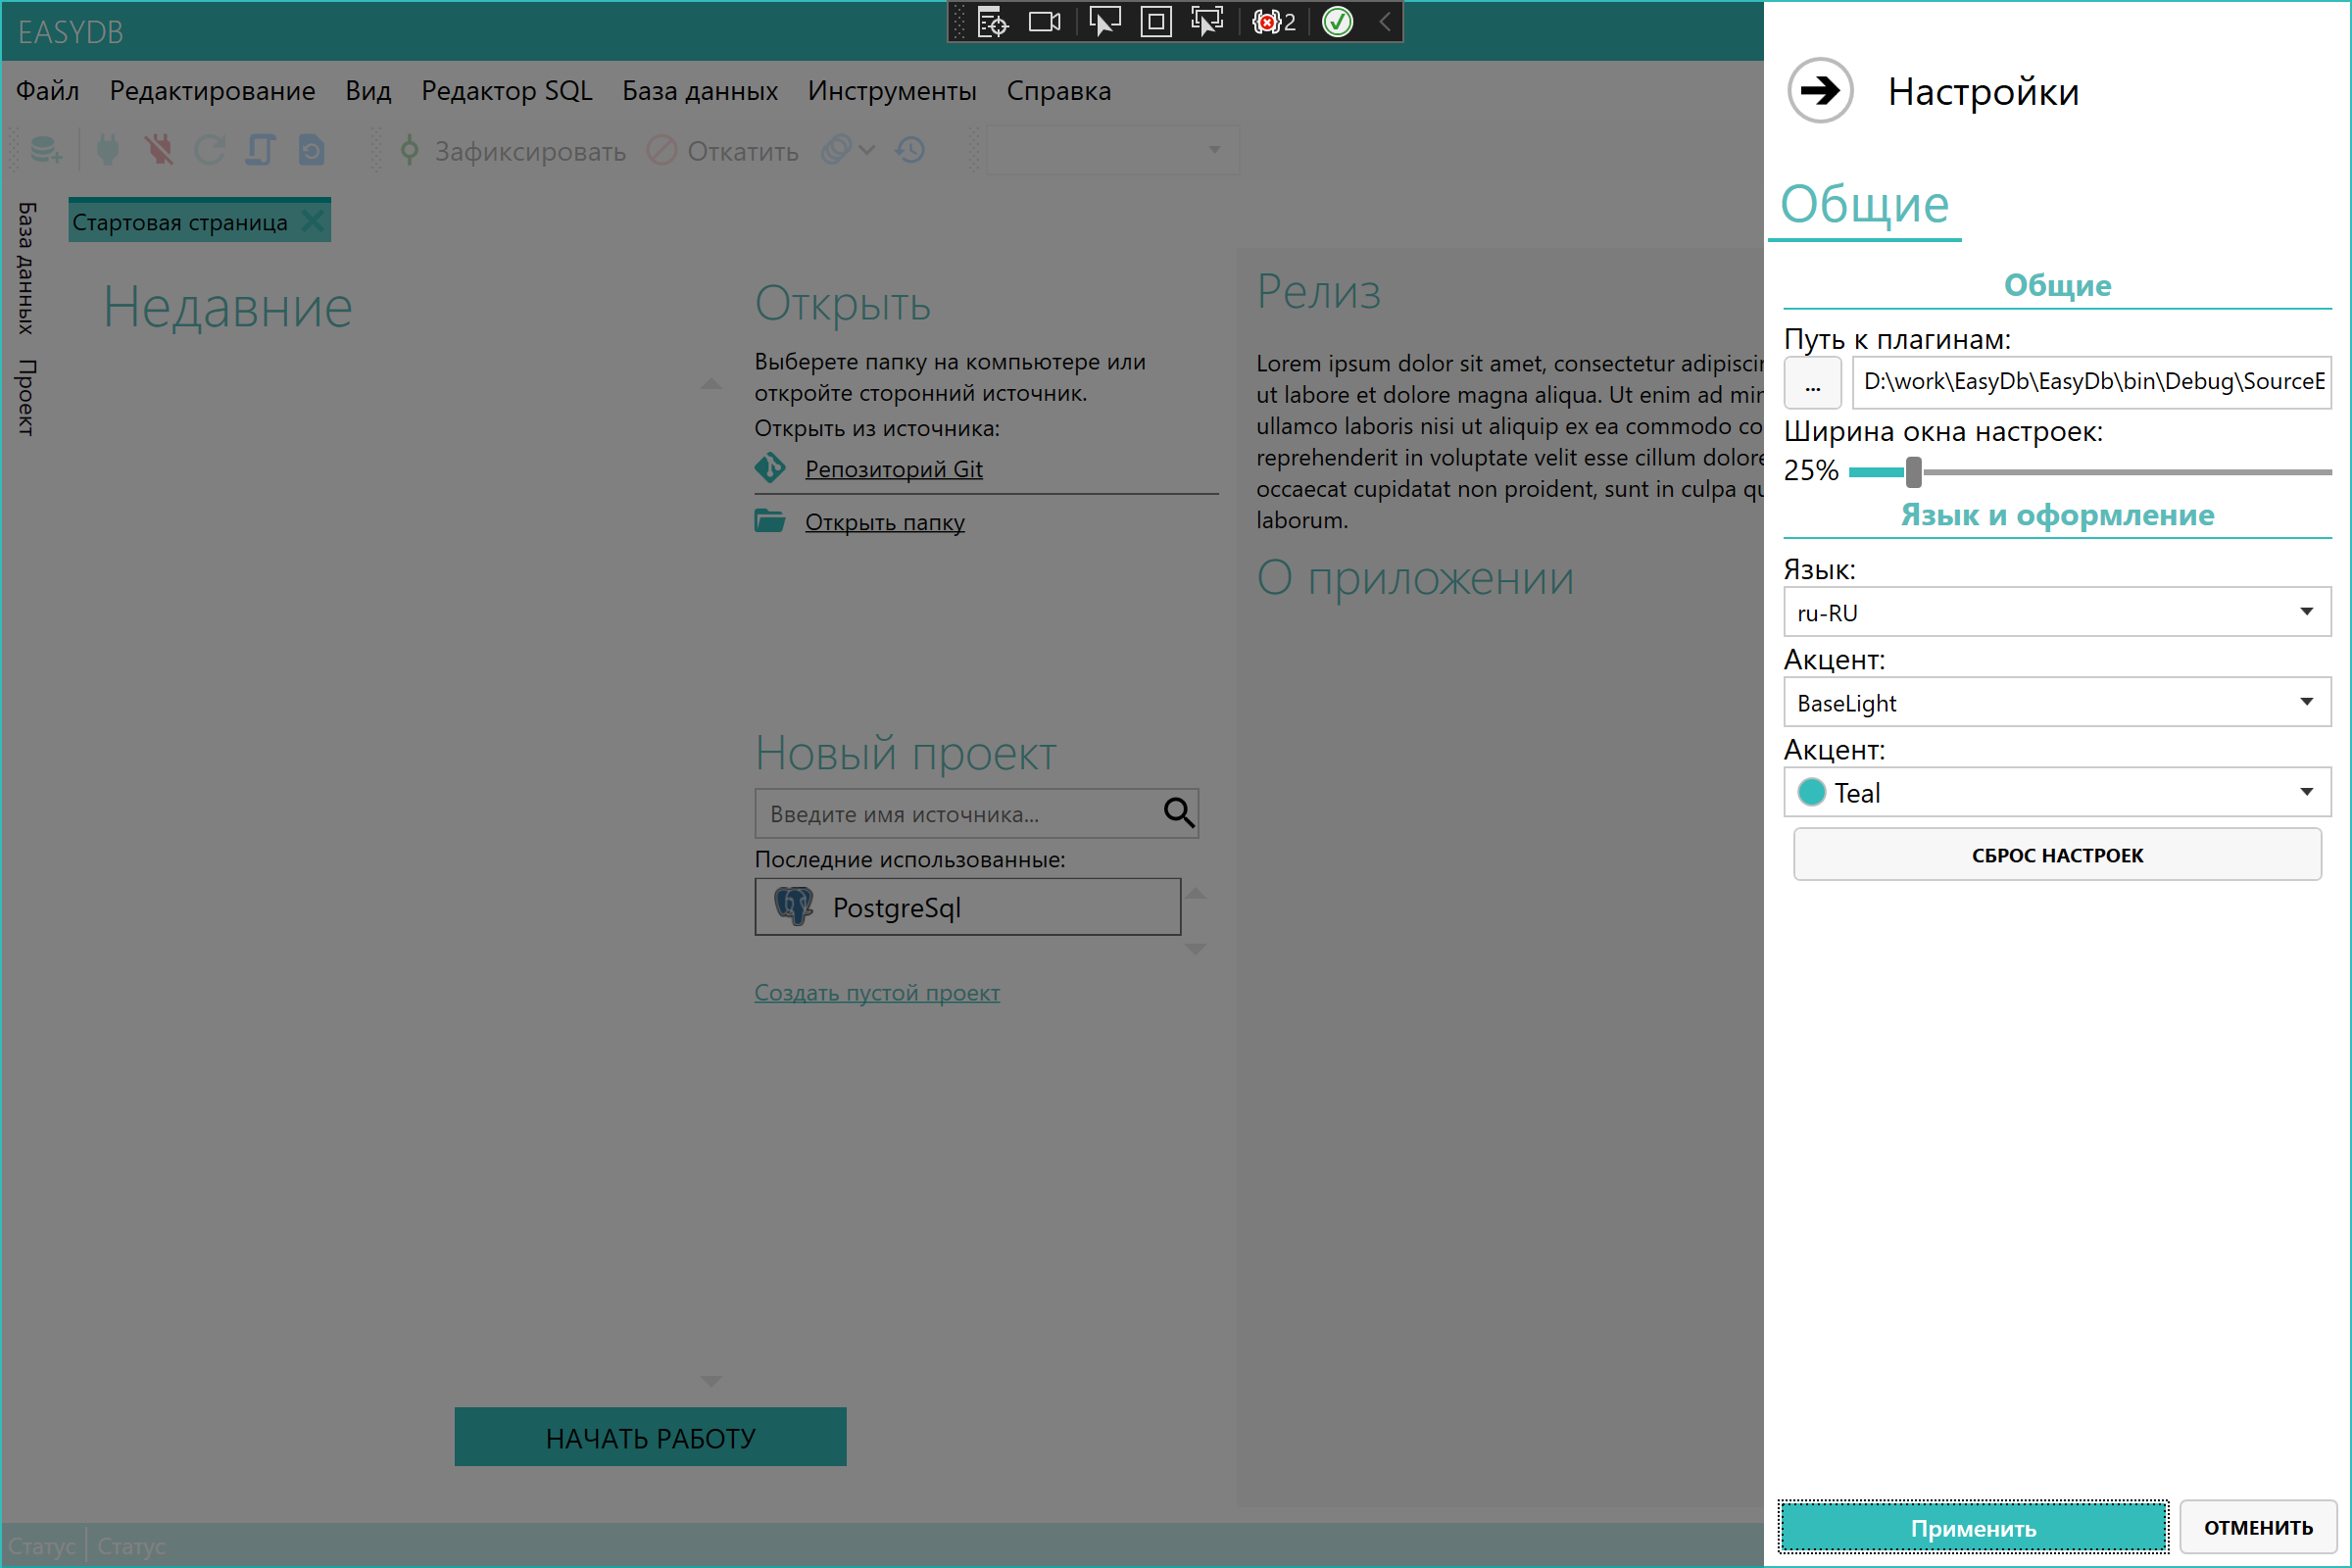 EASYDB
2
Файл Редактирование Вид Редактор SQL База данных Инструменты Справка
Зафиксировать Откатить
База данных
Проект
Стартовая страница
Недавние
Открыть
Выберете папку на компьютере или
откройте сторонний источник.
Открыть из источника:
Репозиторий Git
Открыть папку
Новый проект
Введите имя источника...
Последние использованные:
PostgreSql
Создать пустой проект
НАЧАТЬ РАБОТУ
Релиз
Lorem ipsum dolor sit amet, consectetur adipiscin
ut labore et dolore magna aliqua. Ut enim ad
ullamco laboris nisi ut aliquip ex ea commodo
reprehenderit in voluptate velit esse cillum dolore
occaecat cupidatat non proident, sunt in culpa
laborum.
О приложении
Статус Статус
Настройки
Общие
Общие
Путь к плагинам:
... D:\work\EasyDb\EasyDb\bin\Debug\SourceE
Ширина окна настроек:
25%
Язык и оформление
Язык:
ru-RU
Акцент:
BaseLight
Акцент:
Teal
СБРОС НАСТРОЕК
Применить ОТМЕНИТЬ